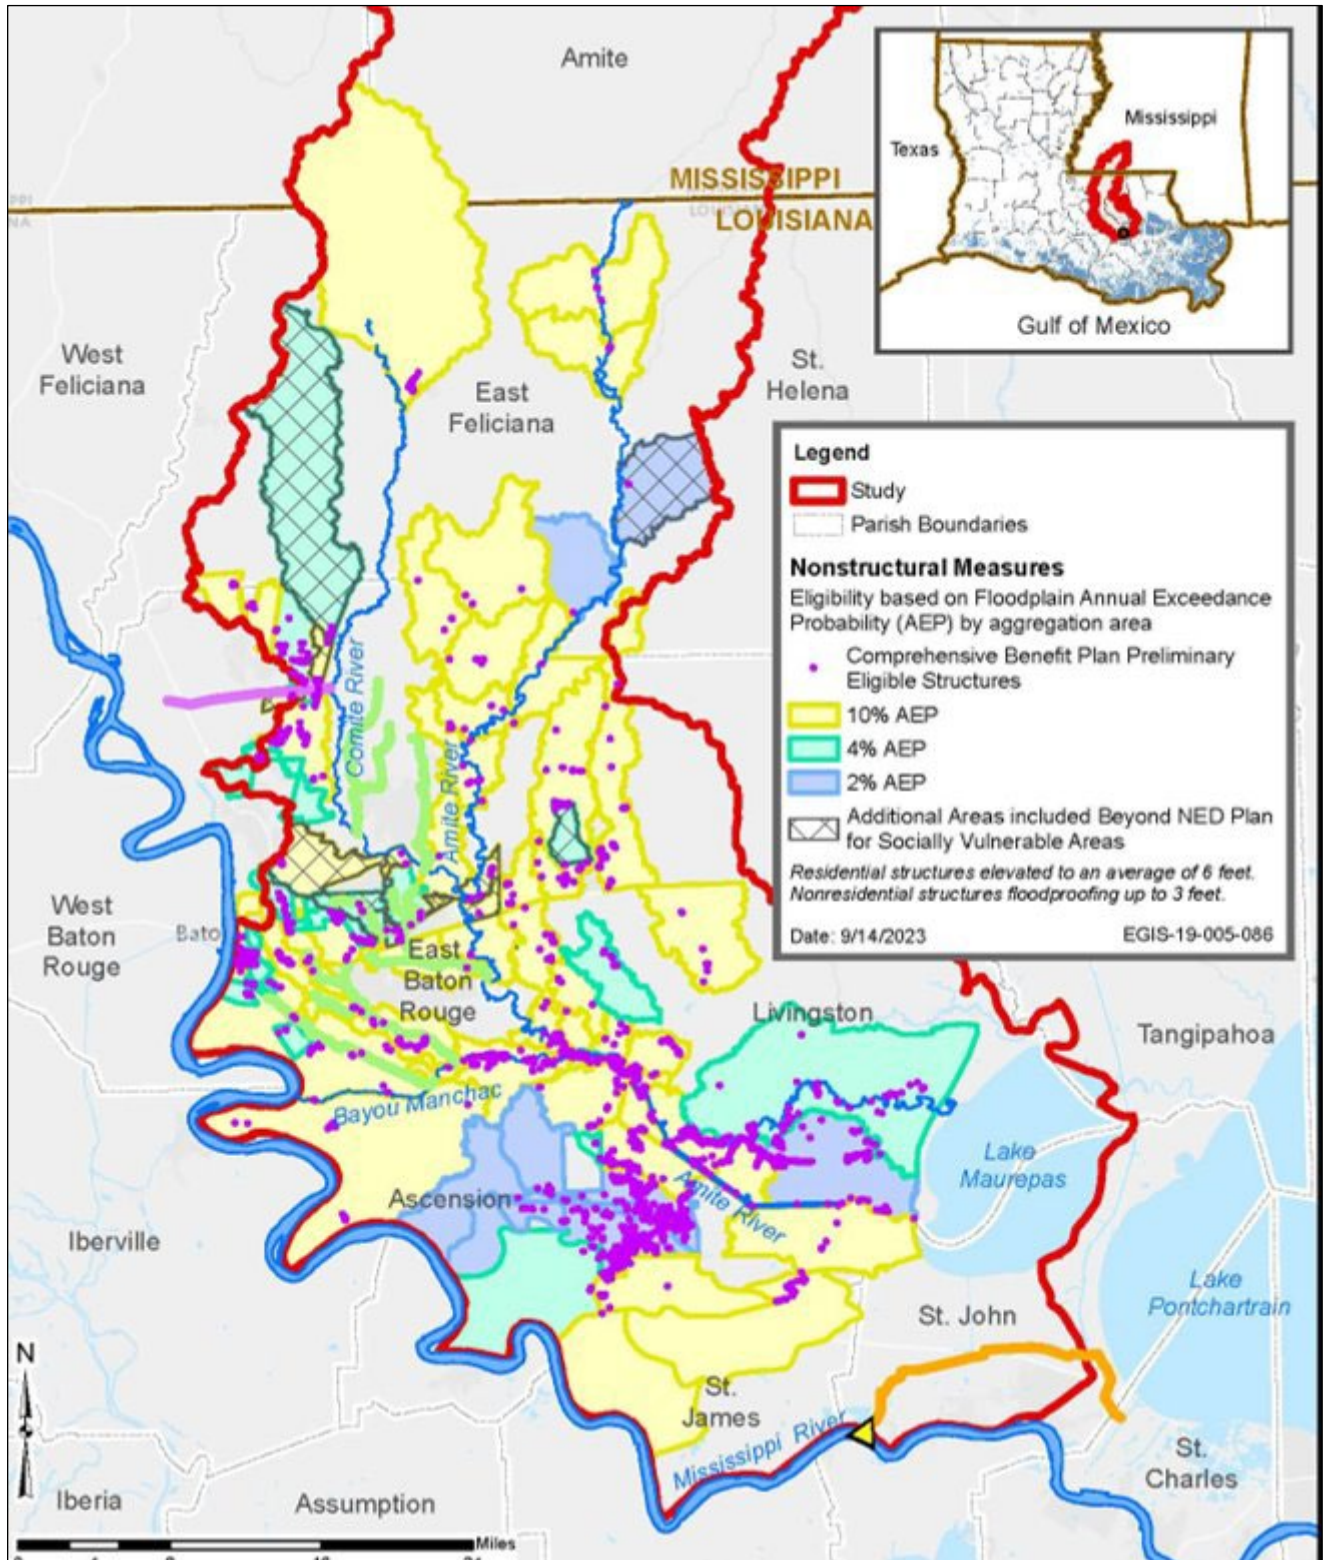 Amite
Mississippi
Texas
Gulf of Mexico
MISSISSIPPI
LOUISIANA
West
Feliciana
East
Feliciana
St.
Helena
Legend
Study
Parish Boundaries
Nonstructural Measures
Eligibility based on Floodplain Annual Exceedance
Probability (AEP) by aggregation area
Comprehensive Benefit Plan Preliminary
Eligible Structures
10% AEP
4% AEP
2% AEP
Additional Areas included Beyond NED Plan
for Socially Vulnerable Areas
Residential structures elevated to an average of 6 feet.
Nonresidential structures floodproofing up to 3 feet.
Date: 9/14/2023
EGIS-19-005-086
Comite River
Amite River
West
Baton
Rouge
Bato
East
Baton
Rouge
Livingston
Tangipahoa
Bayou Manchac
Lake
Maurepas
Ascension
Amite River
Iberville
Lake
Pontchartrain
St. John
N
St.
James
Mississippi River
St.
Charles
Iberia
Assumption
Miles